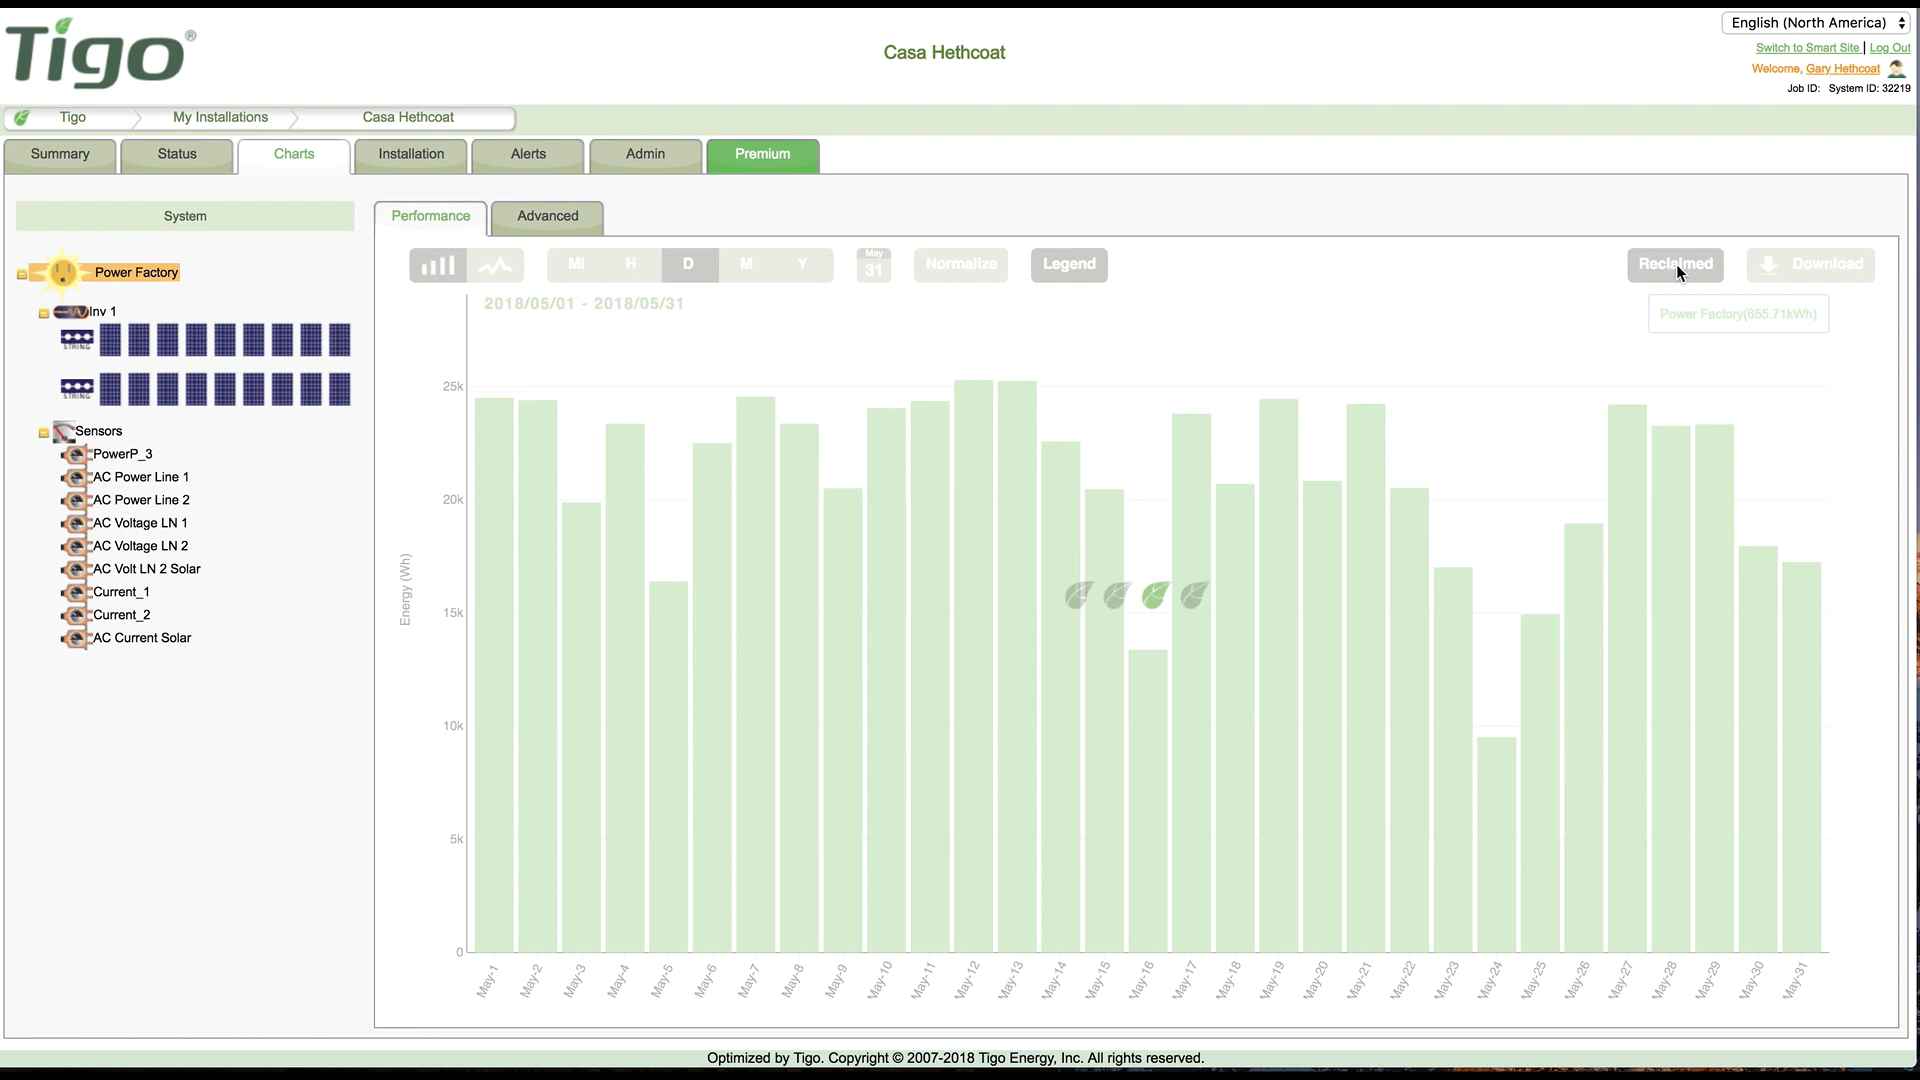 Tigo®
Casa Hethcoat
English (North America)
Switch to Smart Site | Log Out
Welcome, Gary Hethcoat
Job ID: System ID: 32219
Tigo
My Installations
Casa Hethcoat
Summary
Status
Charts
Installation
Alerts
Admin
Premium
System
Power Factory
Inv 1
STRING
STRING
Sensors
PowerP_3
AC Power Line 1
AC Power Line 2
AC Voltage LN 1
AC Voltage LN 2
AC Volt LN 2 Solar
Current_1
Current_2
AC Current Solar
Performance
Advanced
MI
H
D
M
Y
May
31
Normalize
Legend
Reclaimed
Download
2018/05/01 - 2018/05/31
Power Factory(655.71kWh)
Energy (Wh)
25k
20k
15k
10k
5k
0
May-1
May-2
May-3
May-4
May-5
May-6
May-7
May-8
May-9
May-10
May-11
May-12
May-13
May-14
May-15
May-16
May-17
May-18
May-19
May-20
May-21
May-22
May-23
May-24
May-25
May-26
May-27
May-28
May-29
May-30
May-31
Optimized by Tigo. Copyright © 2007-2018 Tigo Energy, Inc. All rights reserved.